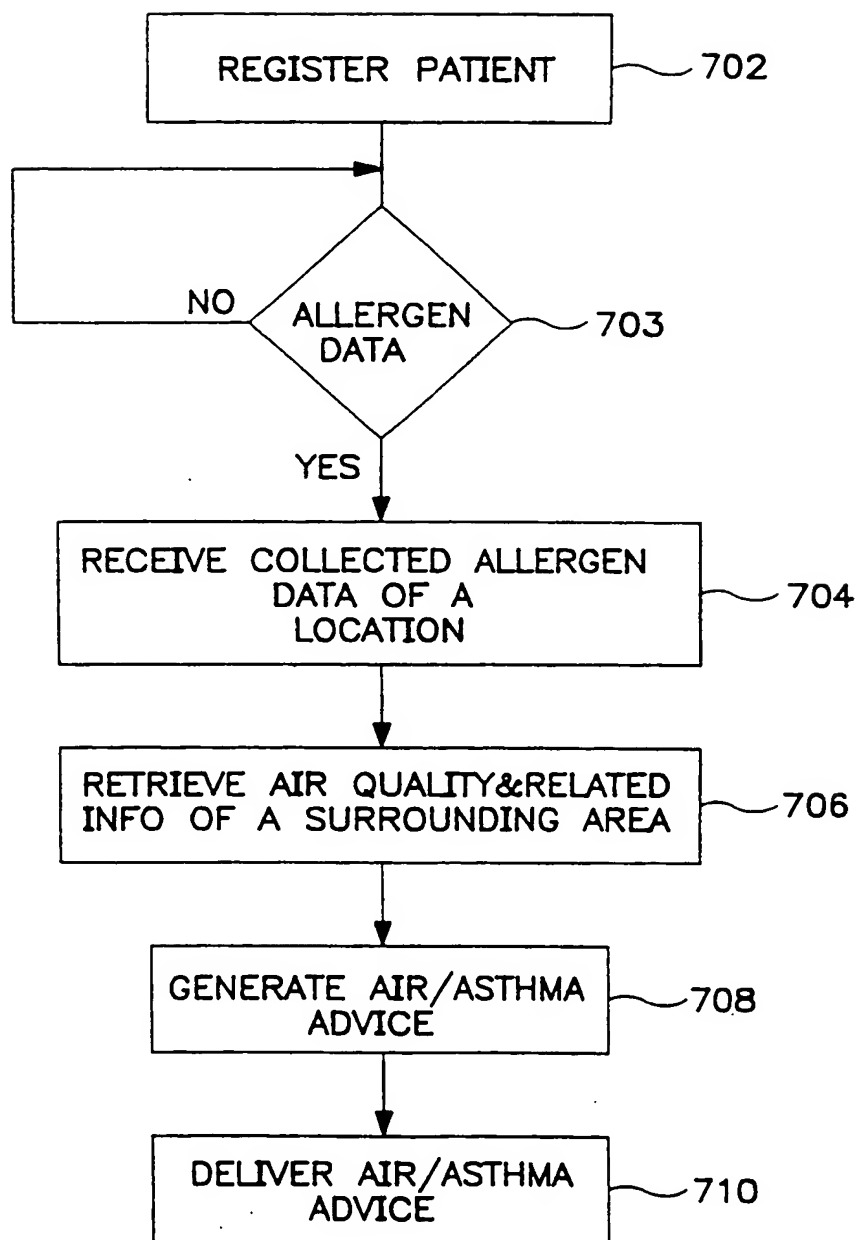 REGISTER PATIENT
702
NO
ALLERGEN
DATA
703
YES
RECEIVE COLLECTED ALLERGEN
DATA OF A
LOCATION
704
RETRIEVE AIR QUALITY&RELATED
INFO OF A SURROUNDING AREA
706
GENERATE AIR/ASTHMA
ADVICE
708
DELIVER AIR/ASTHMA
ADVICE
710